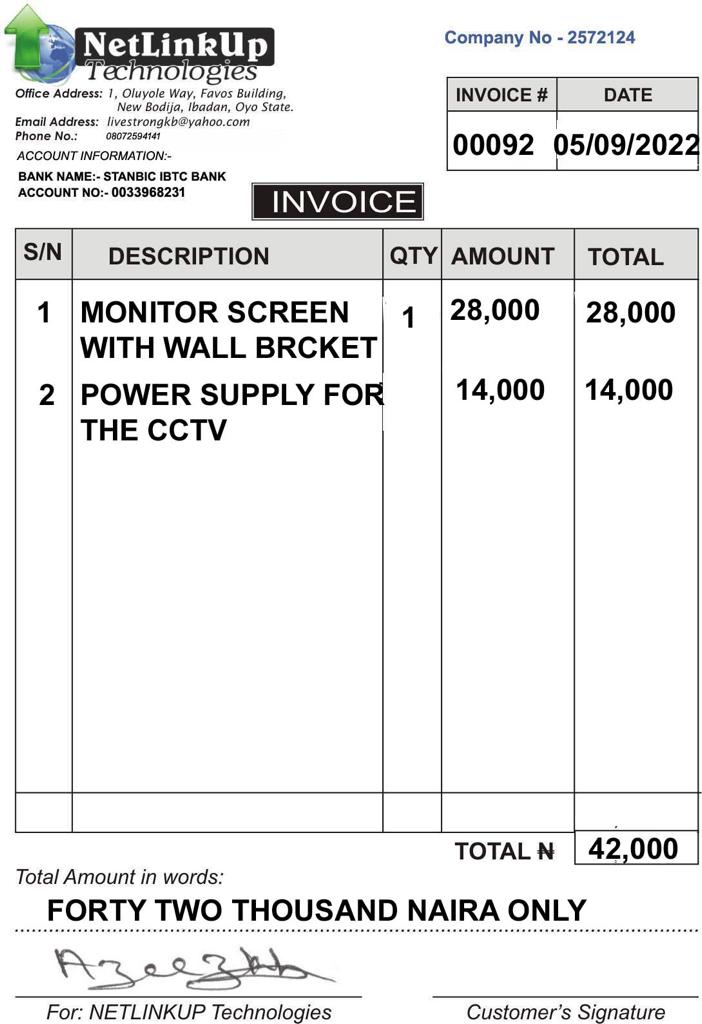 NetLinkUp
Technologies
Company No - 2572124
Office Address: 1, Oluyole Way, Favos Building,
New Bodija, Ibadan, Oyo State.
Email Address: livestrongkb@yahoo.com
Phone No.: 08072594141
ACCOUNT INFORMATION:-
BANK NAME:- STANBIC IBTC BANK
ACCOUNT NO:- 0033968231
INVOICE # DATE
00092 05/09/2022
INVOICE
S/N DESCRIPTION QTY AMOUNT TOTAL
1 MONITOR SCREEN 1 28,000 28,000
WITH WALL BRCKET
2 POWER SUPPLY FOR 14,000 14,000
THE CCTV
TOTAL ₦ 42,000
Total Amount in words:
FORTY TWO THOUSAND NAIRA ONLY
For: NETLINKUP Technologies
Customer's Signature